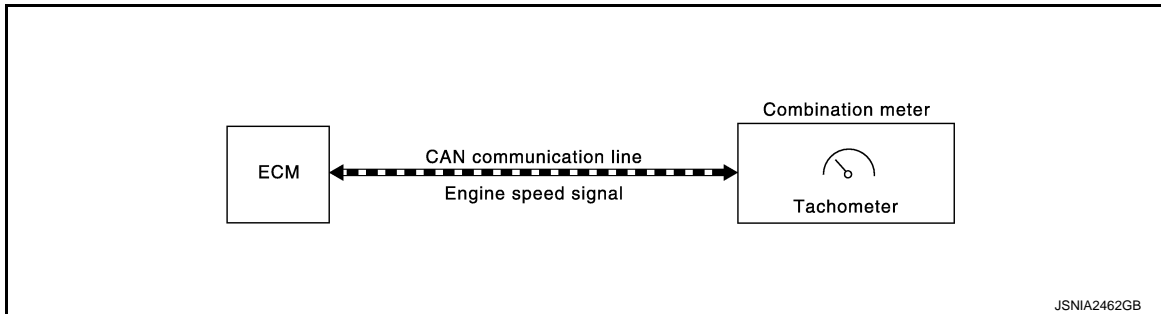 Combination meter
ECM
CAN communication line
Engine speed signal
Tachometer
JSNIA2462GB